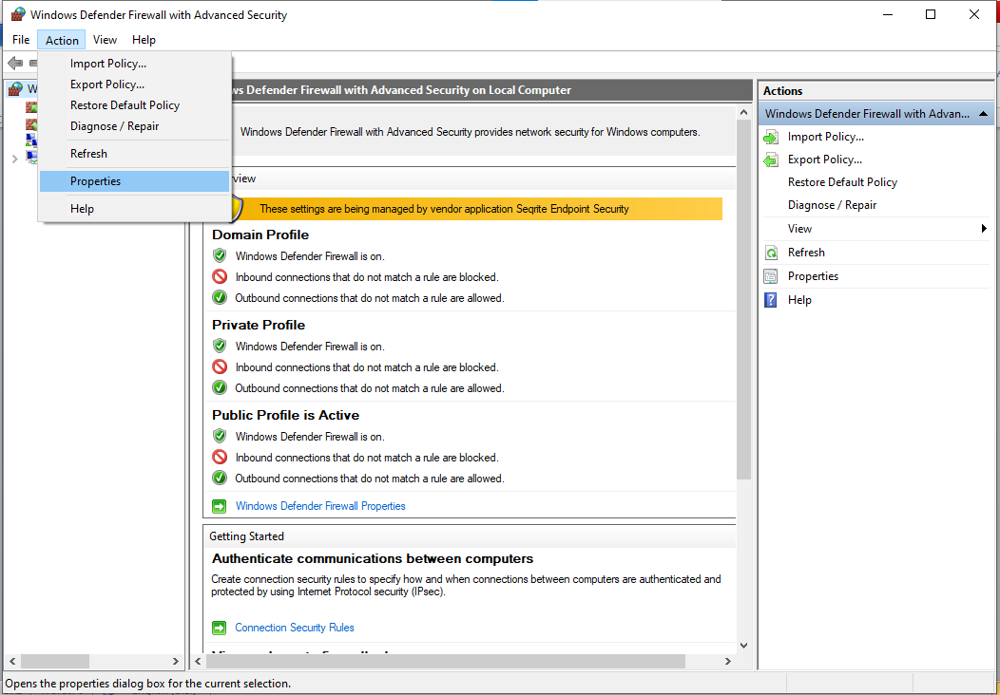 Windows Defender Firewall with Advanced Security
File Action View Help
Import Policy...
Export Policy...
Restore Default Policy
Diagnose / Repair
Refresh
Properties
Help
W
ws Defender Firewall with Advanced Security on Local Computer
Windows Defender Firewall with Advanced Security provides network security for Windows computers.
view
These settings are being managed by vendor application Seqrite Endpoint Security
Domain Profile
Windows Defender Firewall is on.
Inbound connections that do not match a rule are blocked.
Outbound connections that do not match a rule are allowed.
Private Profile
Windows Defender Firewall is on.
Inbound connections that do not match a rule are blocked.
Outbound connections that do not match a rule are allowed.
Public Profile is Active
Windows Defender Firewall is on.
Inbound connections that do not match a rule are blocked.
Outbound connections that do not match a rule are allowed.
Windows Defender Firewall Properties
Getting Started
Authenticate communications between computers
Create connection security rules to specify how and when connections between computers are authenticated and
protected by using Internet Protocol security (IPsec).
Connection Security Rules
Actions
Windows Defender Firewall with Advan...
Import Policy...
Export Policy...
Restore Default Policy
Diagnose / Repair
View
Refresh
Properties
Help
Opens the properties dialog box for the current selection.